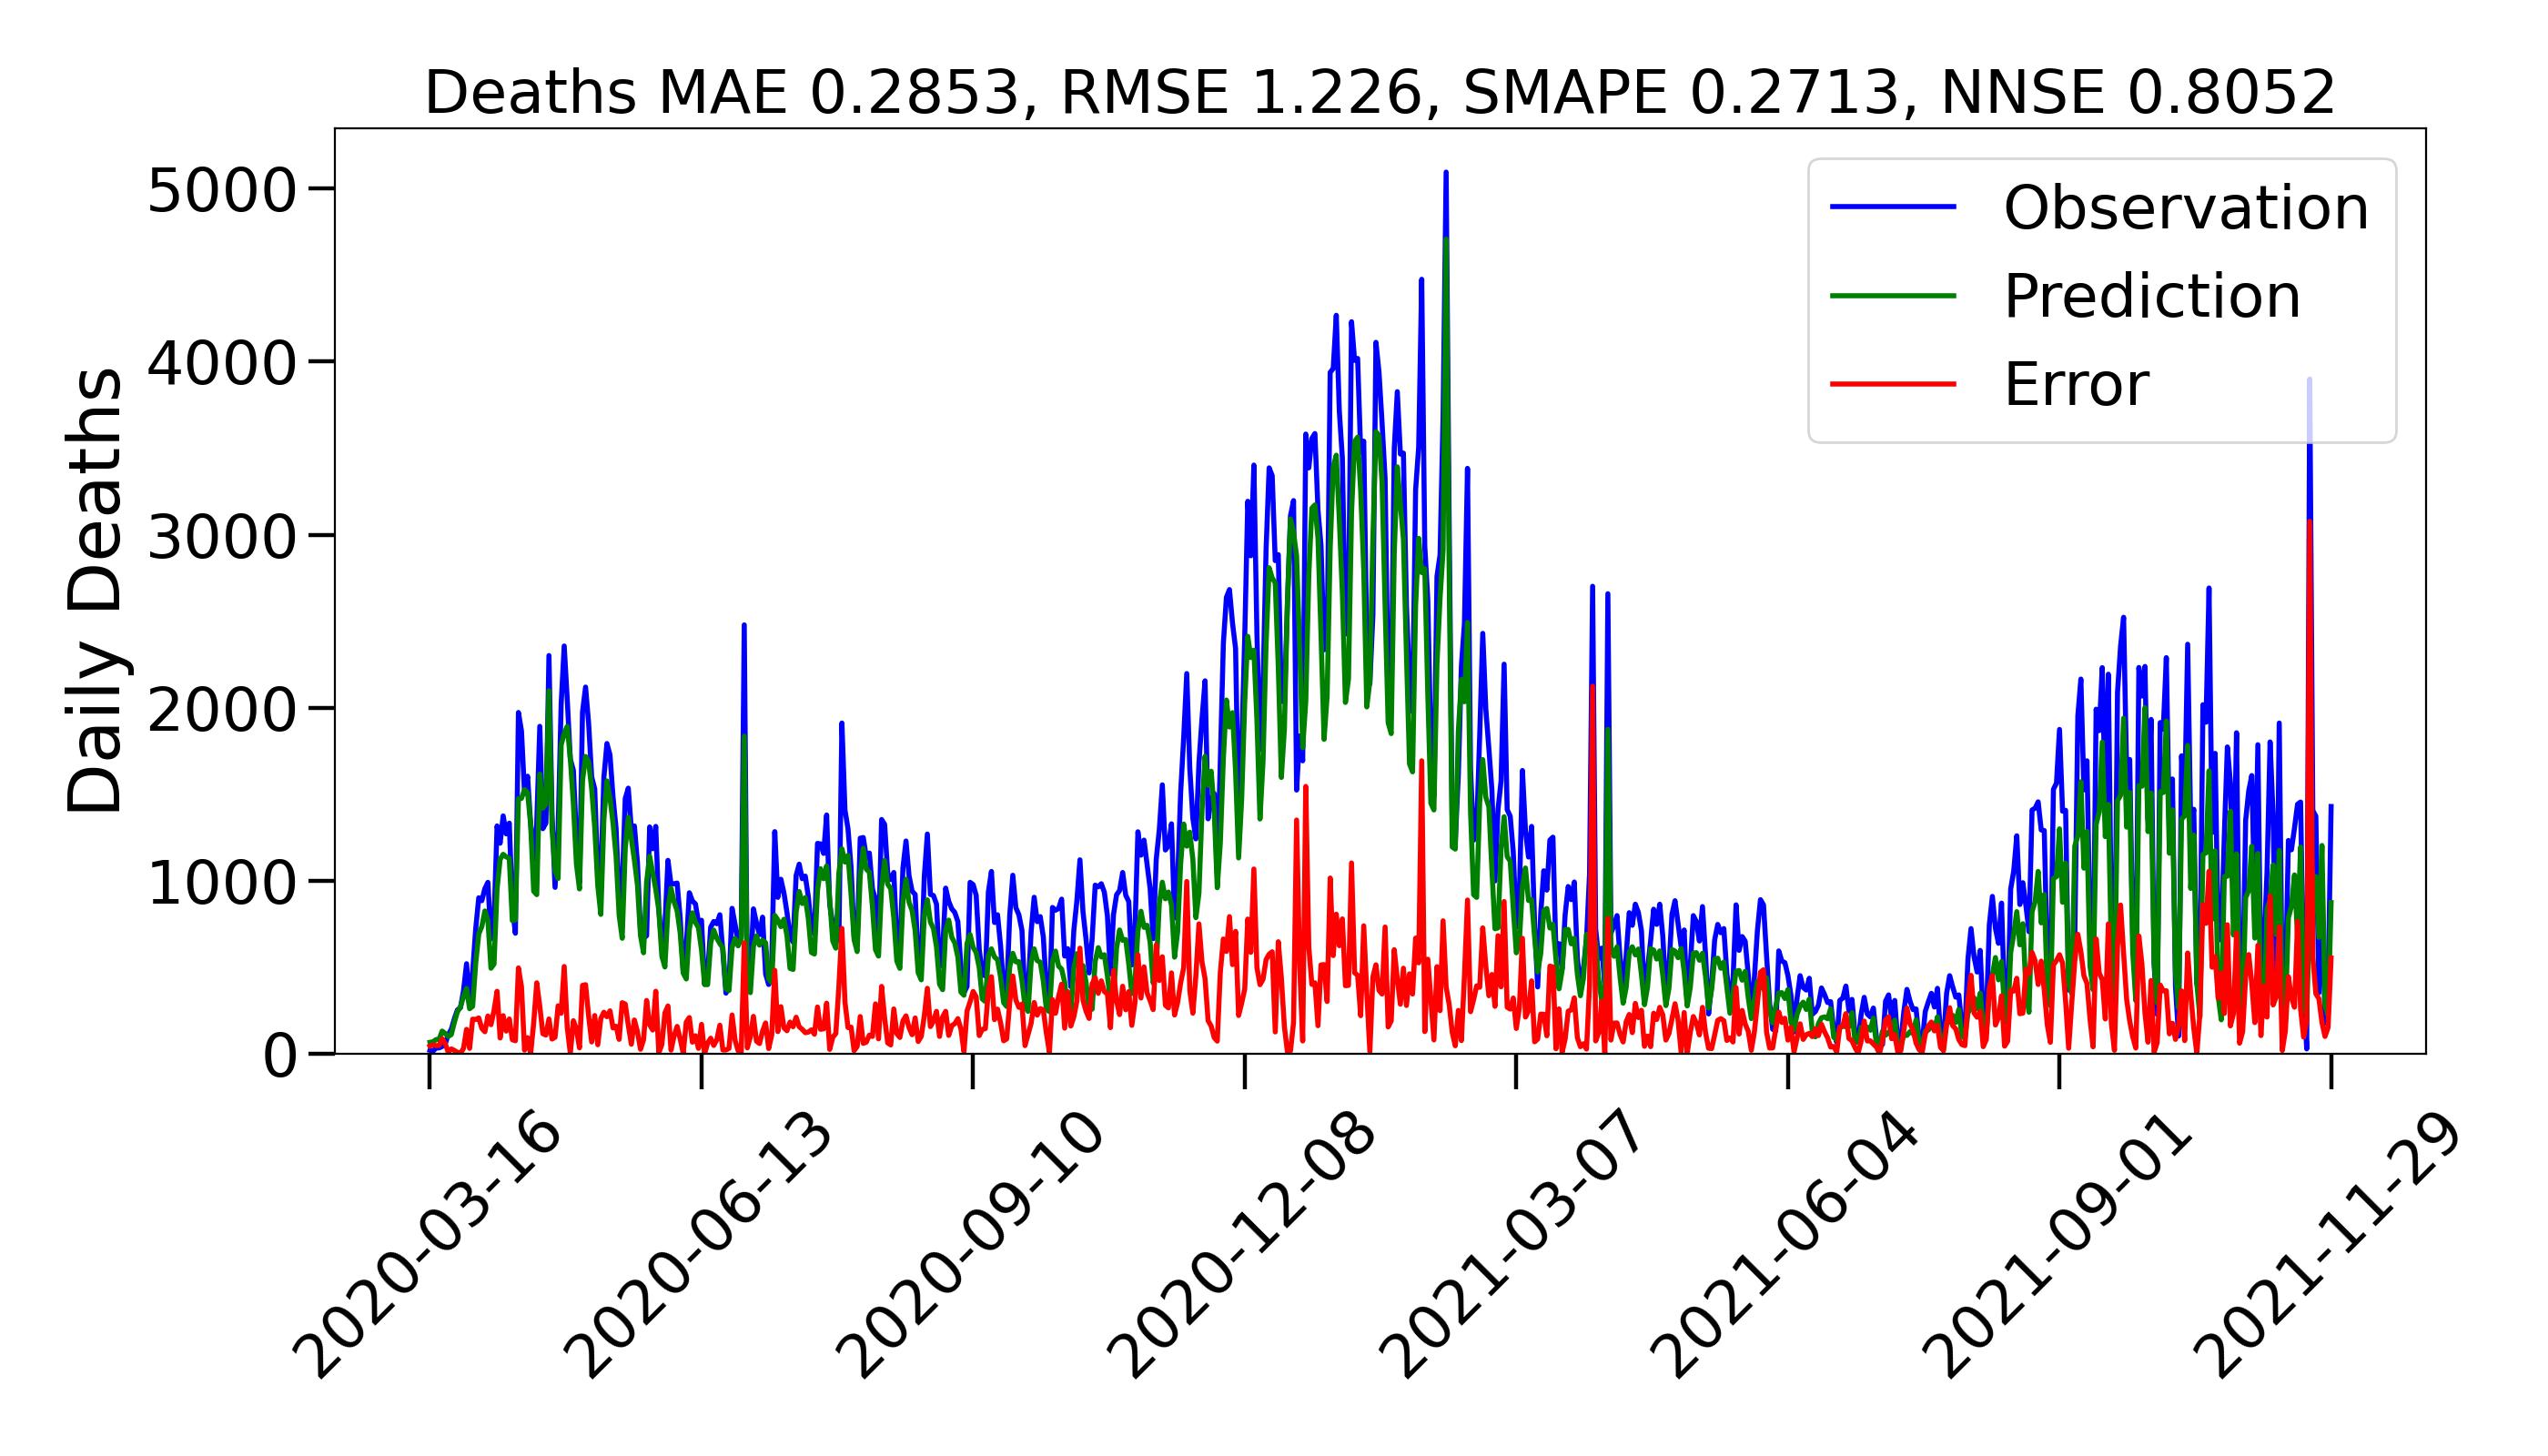 Deaths MAE 0.2853, RMSE 1.226, SMAPE 0.2713, NNSE 0.8052
Daily Deaths
5000
4000
3000
2000
1000
0
Observation
Prediction
Error
2020-03-16
2020-06-13
2020-09-10
2020-12-08
2021-03-07
2021-06-04
2021-09-01
2021-11-29